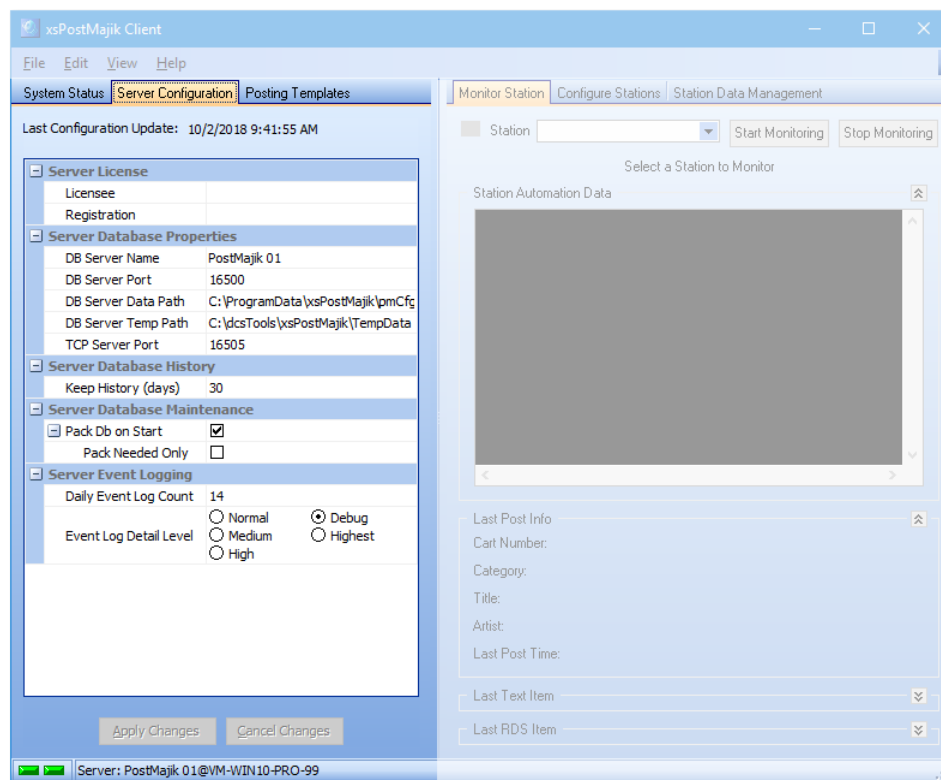 xsPostMajik Client
File Edit View Help
System Status Server Configuration Posting Templates
Last Configuration Update: 10/2/2018 9:41:55 AM
Server License
Licensee
Registration
Server Database Properties
DB Server Name PostMajik 01
DB Server Port 16500
DB Server Data Path C:\ProgramData\xsPostMajik\pmCfg
DB Server Temp Path C:\dcsTools\xsPostMajik\TempData
TCP Server Port 16505
Server Database History
Keep History (days) 30
Server Database Maintenance
Pack Db on Start
Pack Needed Only
Server Event Logging
Daily Event Log Count 14
Event Log Detail Level
Normal Debug
Medium Highest
High
Apply Changes Cancel Changes
Server: PostMajik 01@VM-WIN10-PRO-99
Monitor Station Configure Stations Station Data Management
Station Start Monitoring Stop Monitoring
Select a Station to Monitor
Station Automation Data
Last Post Info
Cart Number:
Category:
Title:
Artist:
Last Post Time:
Last Text Item
Last RDS Item